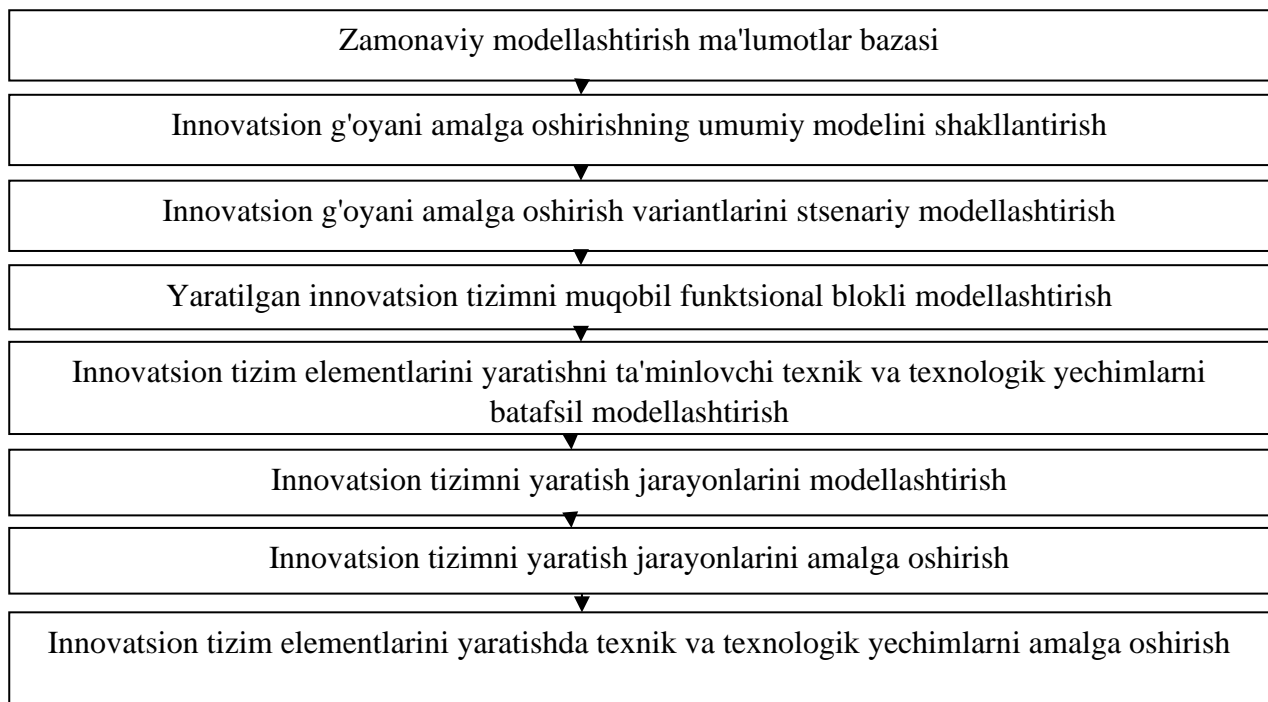 Zamonaviy modellashtirish ma'lumotlar bazasi
Innovatsion g'oyani amalga oshirishning umumiy modelini shakllantirish
Innovatsion g'oyani amalga oshirish variantlarini stsenariy modellashtirish
Yaratilgan innovatsion tizimni muqobil funktsional blokli modellashtirish
Innovatsion tizim elementlarini yaratishni ta'minlovchi texnik va texnologik yechimlarni
batafsil modellashtirish
Innovatsion tizimni yaratish jarayonlarini modellashtirish
Innovatsion tizimni yaratish jarayonlarini amalga oshirish
Innovatsion tizim elementlarini yaratishda texnik va texnologik yechimlarni amalga oshirish